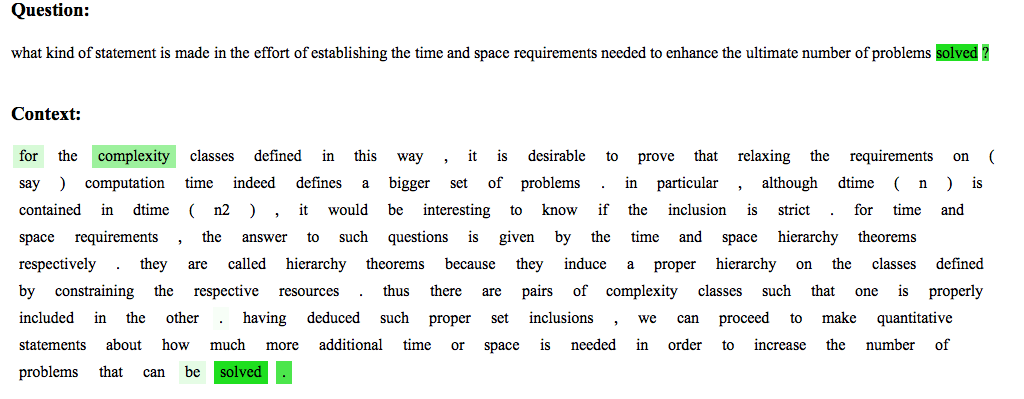 Question:
what kind of statement is made in the effort of establishing the time and space requirements needed to enhance the ultimate number of problems solved ?
Context:
for the complexity classes defined in this way , it is desirable to prove that relaxing the requirements on (
say ) computation time indeed defines a bigger set of problems . in particular , although dtime ( n ) is
contained in dtime ( n2 ) , it would be interesting to know if the inclusion is strict . for time and
space requirements , the answer to such questions is given by the time and space hierarchy theorems
respectively . they are called hierarchy theorems because they induce a proper hierarchy on the classes defined
by constraining the respective resources . thus there are pairs of complexity classes such that one is properly
included in the other . having deduced such proper set inclusions , we can proceed to make quantitative
statements about how much more additional time or space is needed in order to increase the number of
problems that can be solved .